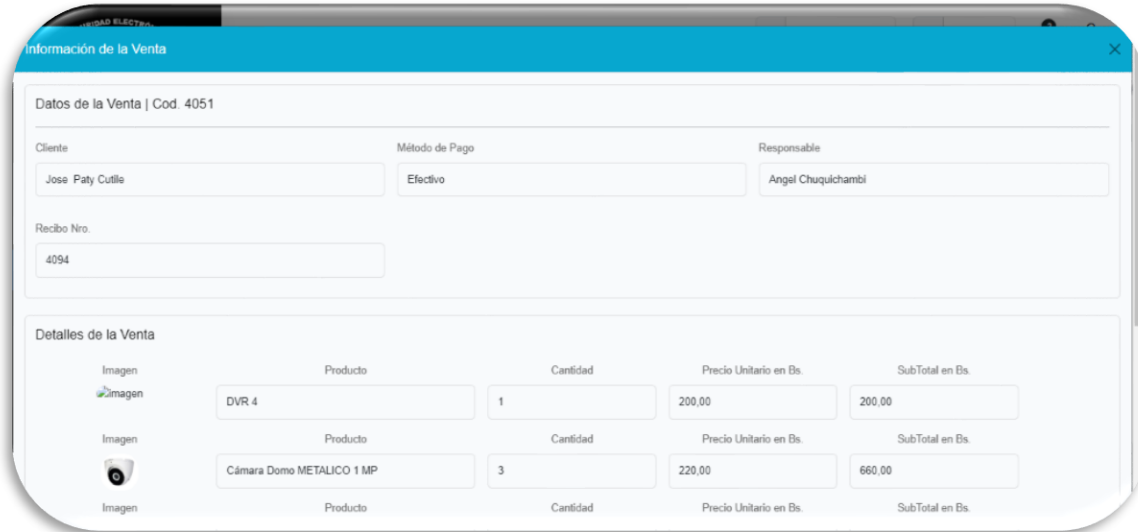 RIDAD ELECTRO
Información de la Venta
Datos de la Venta | Cod. 4051
Cliente Método de Pago Responsable
Jose Paty Cutile Efectivo Angel Chuquichambi
Recibo Nro.
4094
Detalles de la Venta
Imagen Producto Cantidad Precio Unitario en Bs. SubTotal en Bs.
imagen DVR 4 1 200,00 200,00
Imagen Producto Cantidad Precio Unitario en Bs. SubTotal en Bs.
Cámara Domo METALICO 1 MP 3 220,00 660,00
Imagen Producto Cantidad Precio Unitario en Bs. SubTotal en Bs.